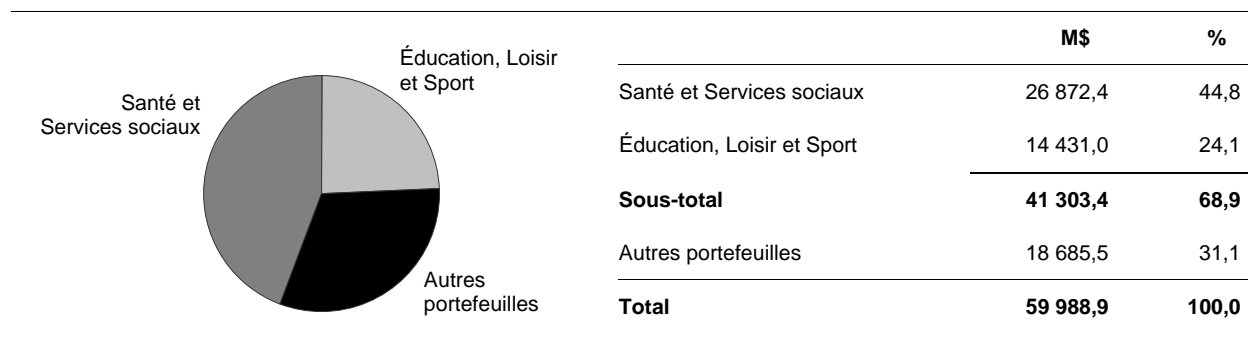 Éducation, Loisir
et Sport
Santé et
Services sociaux
Autres
portefeuilles
M$ %
Santé et Services sociaux 26 872,4 44,8
Éducation, Loisir et Sport 14 431,0 24,1
Sous-total 41 303,4 68,9
Autres portefeuilles 18 685,5 31,1
Total 59 988,9 100,0